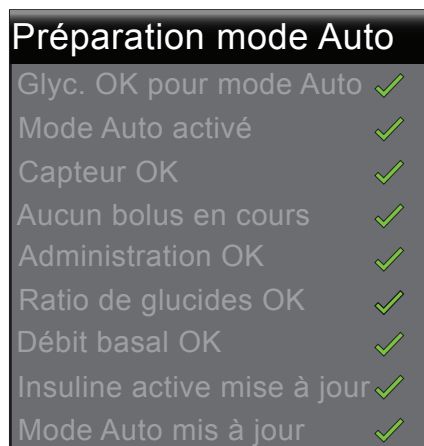 Préparation mode Auto
Glyc. OK pour mode Auto
Mode Auto activé
Capteur OK
Aucun bolus en cours
Administration OK
Ratio de glucides OK
Débit basal OK
Insuline active mise à jour
Mode Auto mis à jour